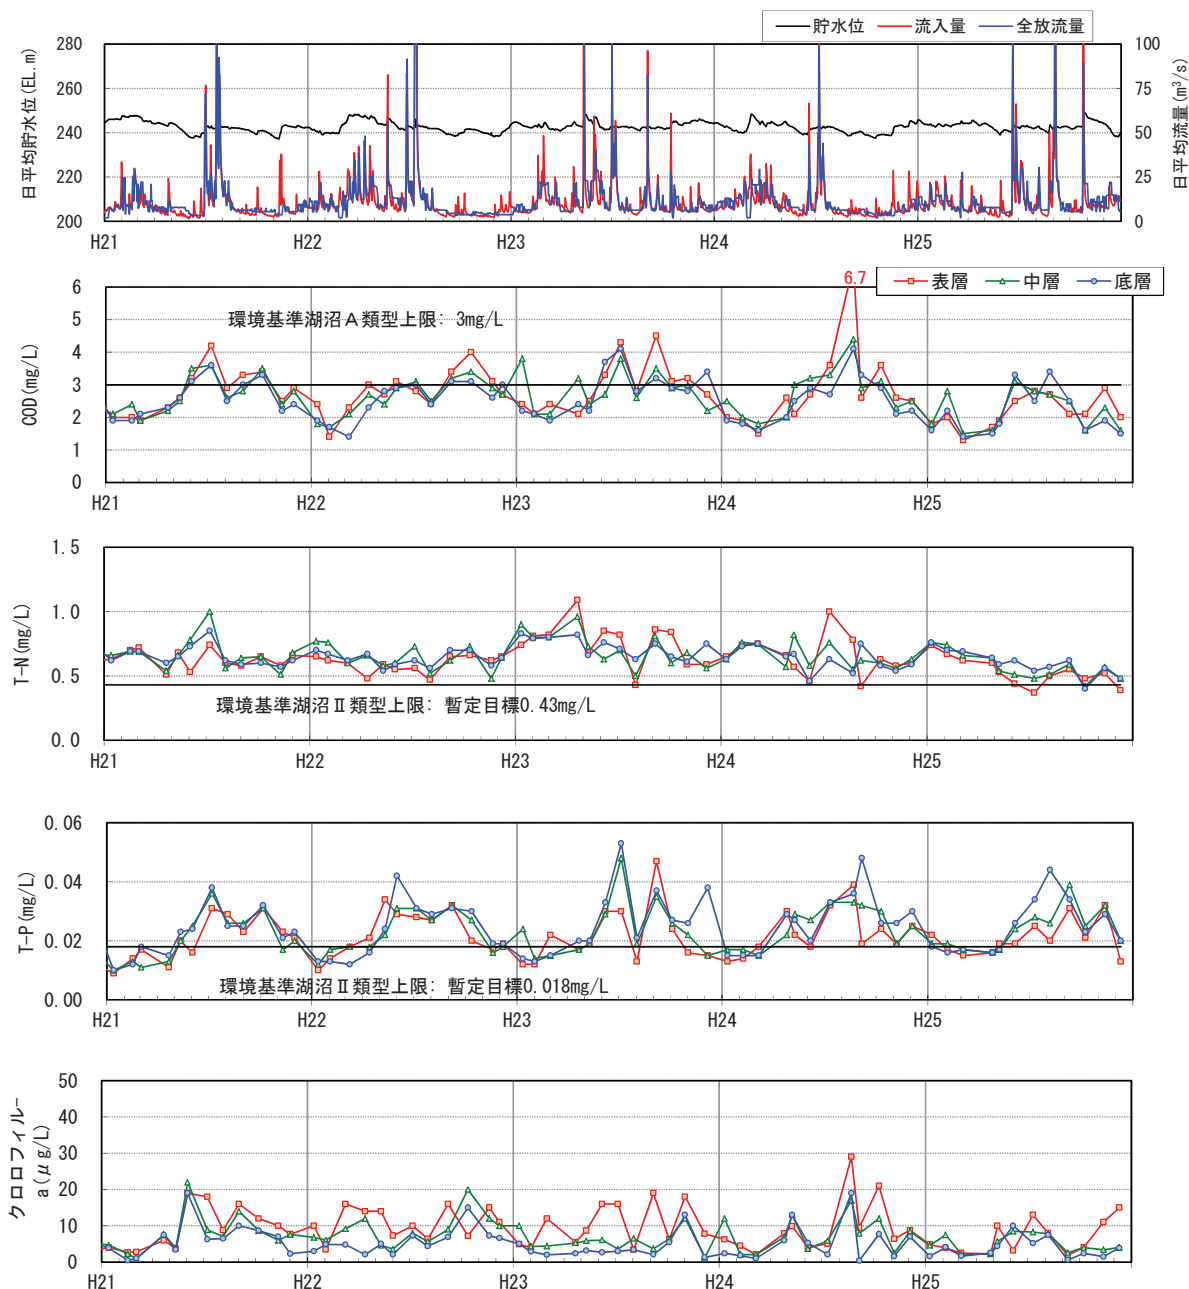 貯水位 流入量 全放流量
日平均貯水位(EL.m)
280
260
240
220
200
100
75
50
25
0
日平均流量(m³/s)
H21 H22 H23 H24 H25
表層 中層 底層
6.7
環境基準湖沼A類型上限: 3mg/L
COD(mg/L)
6
5
4
3
2
1
0
H21 H22 H23 H24 H25
T-N(mg/L)
1.5
1.0
0.5
0.0
環境基準湖沼Ⅱ類型上限: 暫定目標0.43mg/L
H21 H22 H23 H24 H25
T-P(mg/L)
0.06
0.04
0.02
0.00
環境基準湖沼Ⅱ類型上限: 暫定目標0.018mg/L
H21 H22 H23 H24 H25
クロロフィル-
a(μg/L)
50
40
30
20
10
0
H21 H22 H23 H24 H25